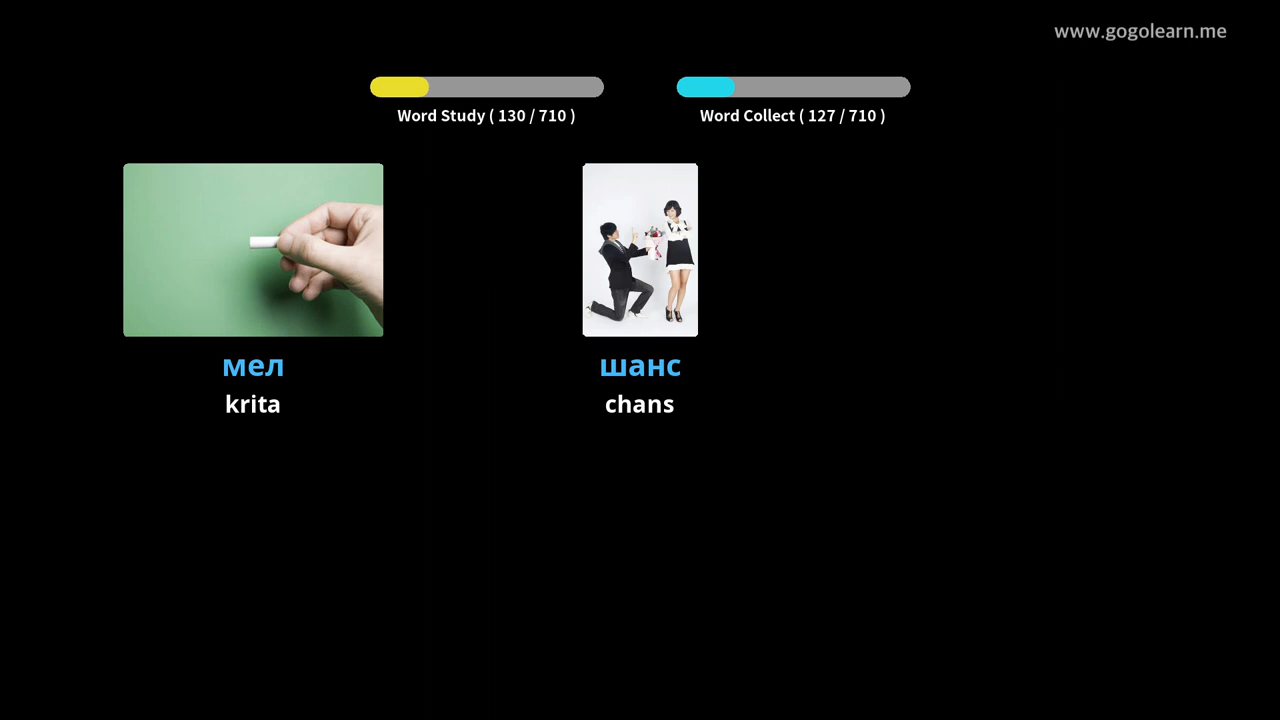 www.gogolearn.me
Word Study ( 130 / 710 )
Word Collect ( 127 / 710 )
мел
krita
шанс
chans